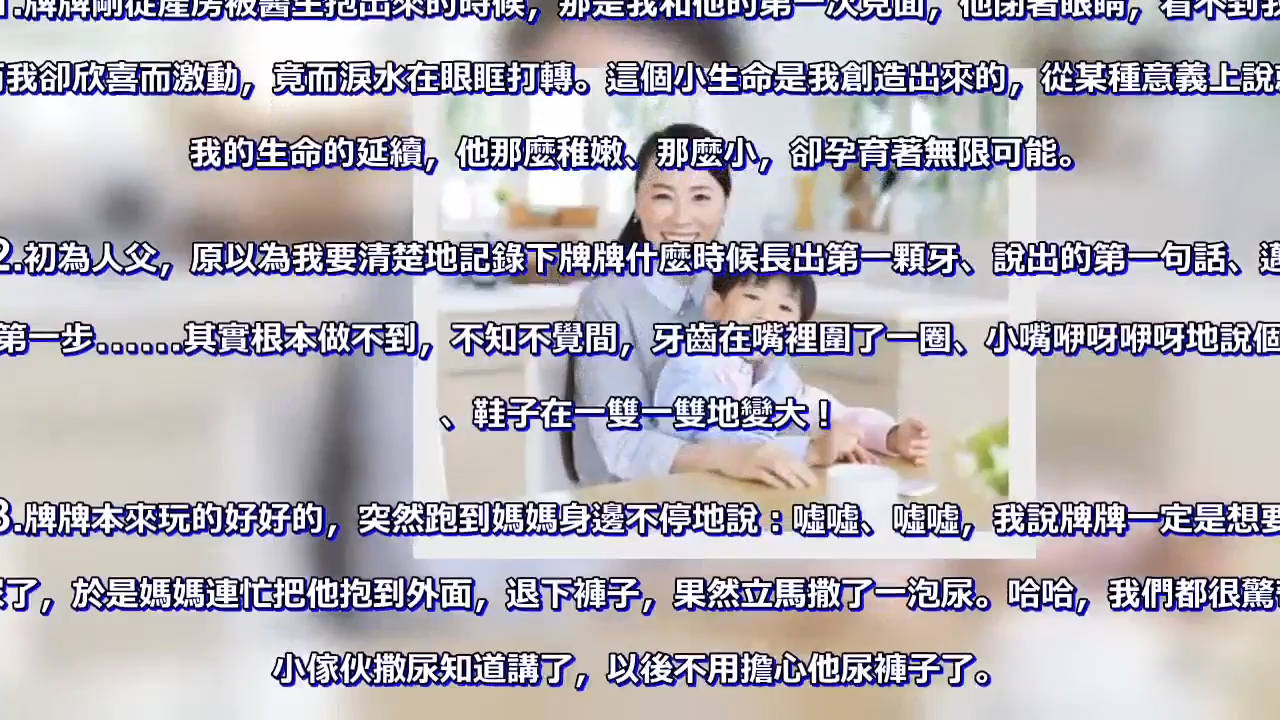 1.牌牌剛從產房被醫生抱出來的時候，那是我和他的第一次見面，他閉著眼睛，看不到我
而我卻欣喜而激動，竟而淚水在眼眶打轉。這個小生命是我創造出來的，從某種意義上說就
我的生命的延續，他那麼稚嫩、那麼小，卻孕育著無限可能。
2.初為人父，原以為我要清楚地記錄下牌牌什麼時候長出第一顆牙、說出的第一句話、邁
第一步……其實根本做不到，不知不覺間，牙齒在嘴裡圍了一圈、小嘴咿呀咿呀地說個
、鞋子在一雙一雙地變大！
3.牌牌本來玩的好好的，突然跑到媽媽身邊不停地說：噓噓、噓噓，我說牌牌一定是想要
尿了，於是媽媽連忙把他抱到外面，退下褲子，果然立馬撒了一泡尿。哈哈，我們都很驚
小傢伙撒尿知道講了，以後不用擔心他尿褲子了。